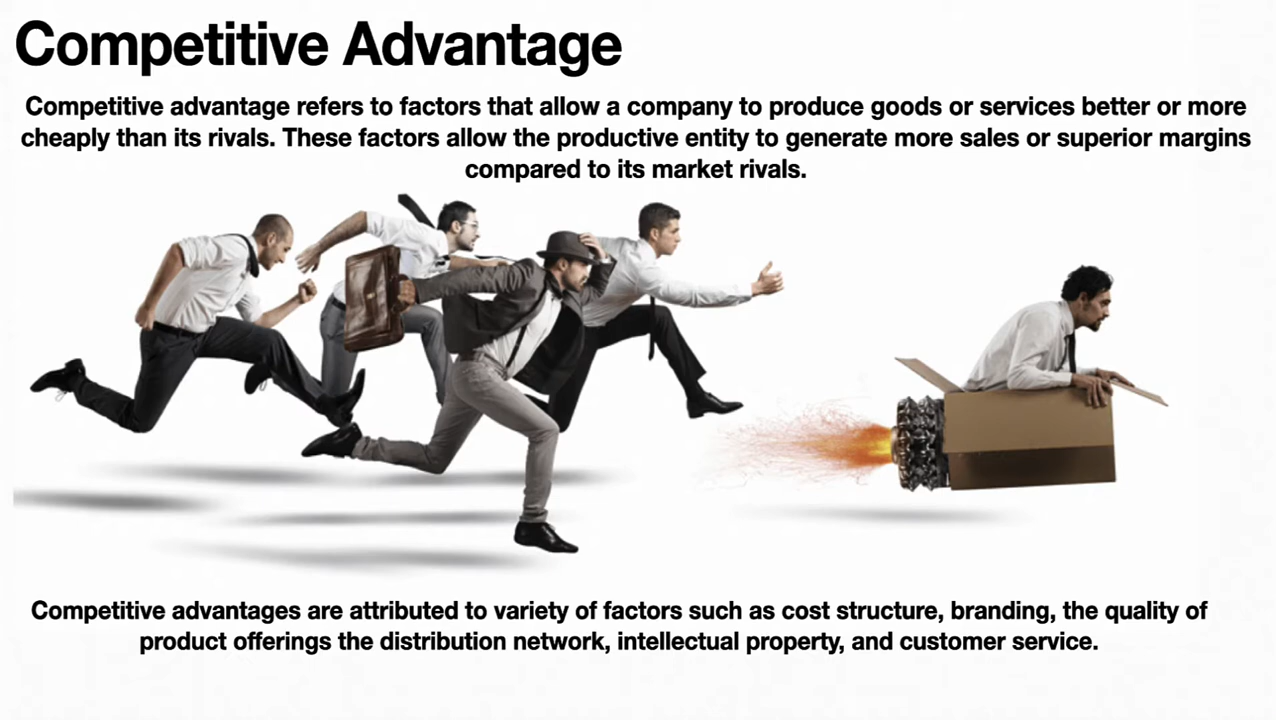 Competitive Advantage
Competitive advantage refers to factors that allow a company to produce goods or services better or more
cheaply than its rivals. These factors allow the productive entity to generate more sales or superior margins
compared to its market rivals.
Competitive advantages are attributed to variety of factors such as cost structure, branding, the quality of
product offerings the distribution network, intellectual property, and customer service.